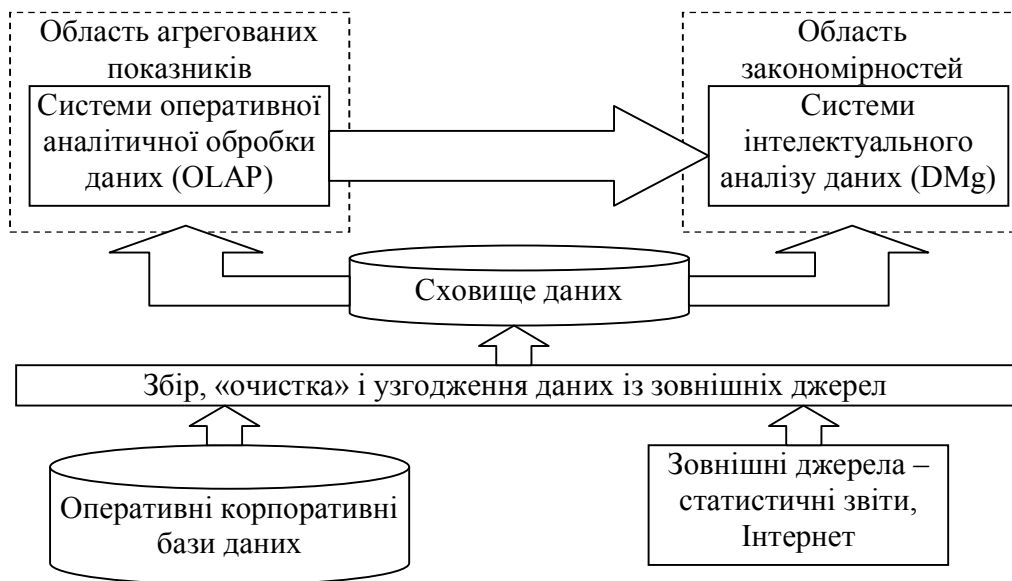 Область агрегованих
показників
Системи оперативної
аналітичної обробки
даних (OLAP)
Область
закономірностей
Системи
інтелектуального
аналізу даних (DMg)
Сховище даних
Збір, «очистка» і узгодження даних із зовнішніх джерел
Оперативні корпоративні
бази даних
Зовнішні джерела –
статистичні звіти,
Інтернет